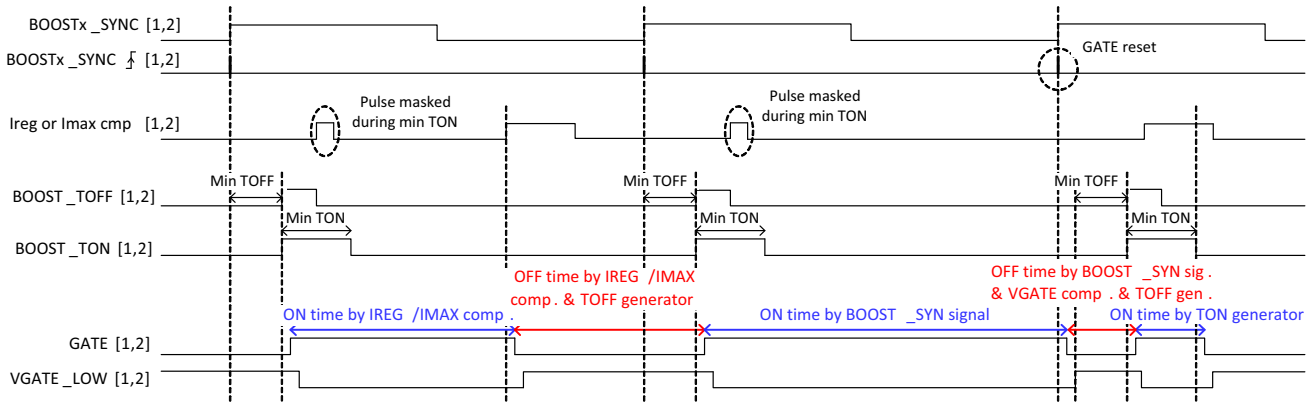 BOOSTx _SYNC [1,2]
GATE reset
BOOSTx _SYNC [1,2]
Pulse masked
during min TON
Pulse masked
during min TON
Ireg or Imax cmp [1,2]
Min TOFF
Min TOFF
Min TOFF
BOOST _TOFF [1,2]
Min TON
Min TON
Min TON
BOOST _TON [1,2]
OFF time by IREG /IMAX
comp . & TOFF generator
OFF time by BOOST _SYN sig .
& VGATE comp . & TOFF gen .
ON time by IREG /IMAX comp .
ON time by BOOST _SYN signal
ON time by TON generator
GATE [1,2]
VGATE _LOW [1,2]